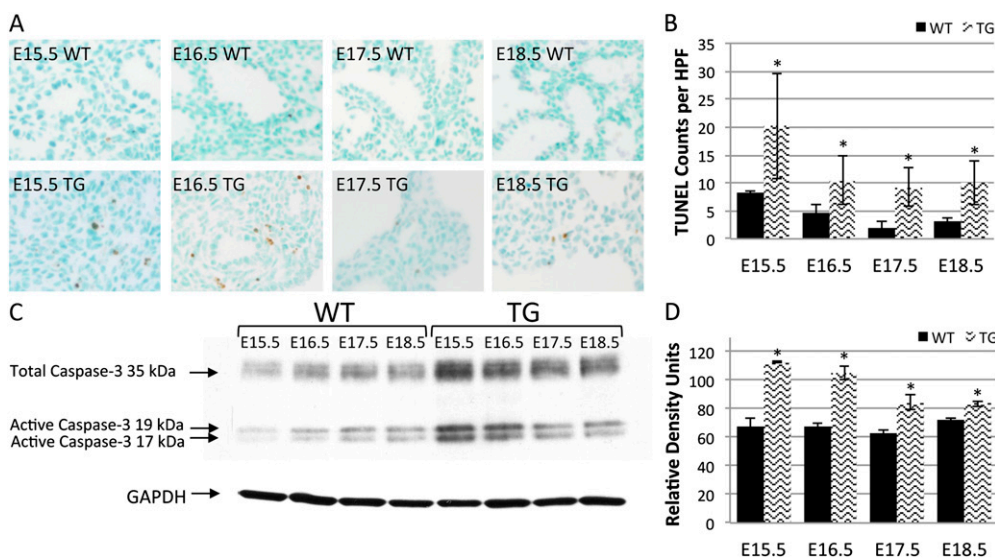 A
E15.5 WT
E16.5 WT
E17.5 WT
E18.5 WT
E15.5 TG
E16.5 TG
E17.5 TG
E18.5 TG
B
WT TG
TUNEL Counts per HPF
35
30
25
20
15
10
5
0
* * * *
E15.5 E16.5 E17.5 E18.5
C
WT TG
E15.5 E16.5 E17.5 E18.5 E15.5 E16.5 E17.5 E18.5
Total Caspase-3 35 kDa
Active Caspase-3 19 kDa
Active Caspase-3 17 kDa
GAPDH
D
WT TG
Relative Density Units
120
100
80
60
40
20
0
* * * *
E15.5 E16.5 E17.5 E18.5